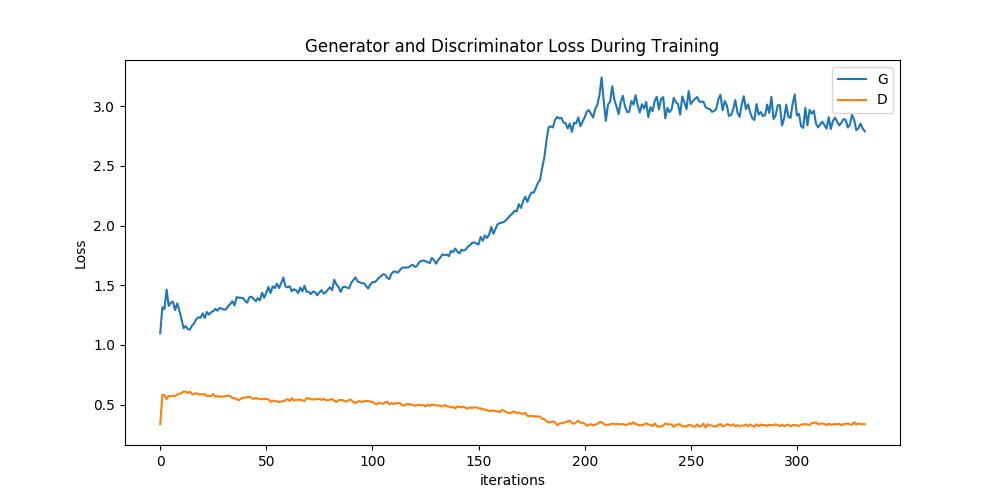 Generator and Discriminator Loss During Training
G
D
3.0
2.5
2.0
1.5
1.0
0.5
Loss
0 50 100 150 200 250 300
iterations